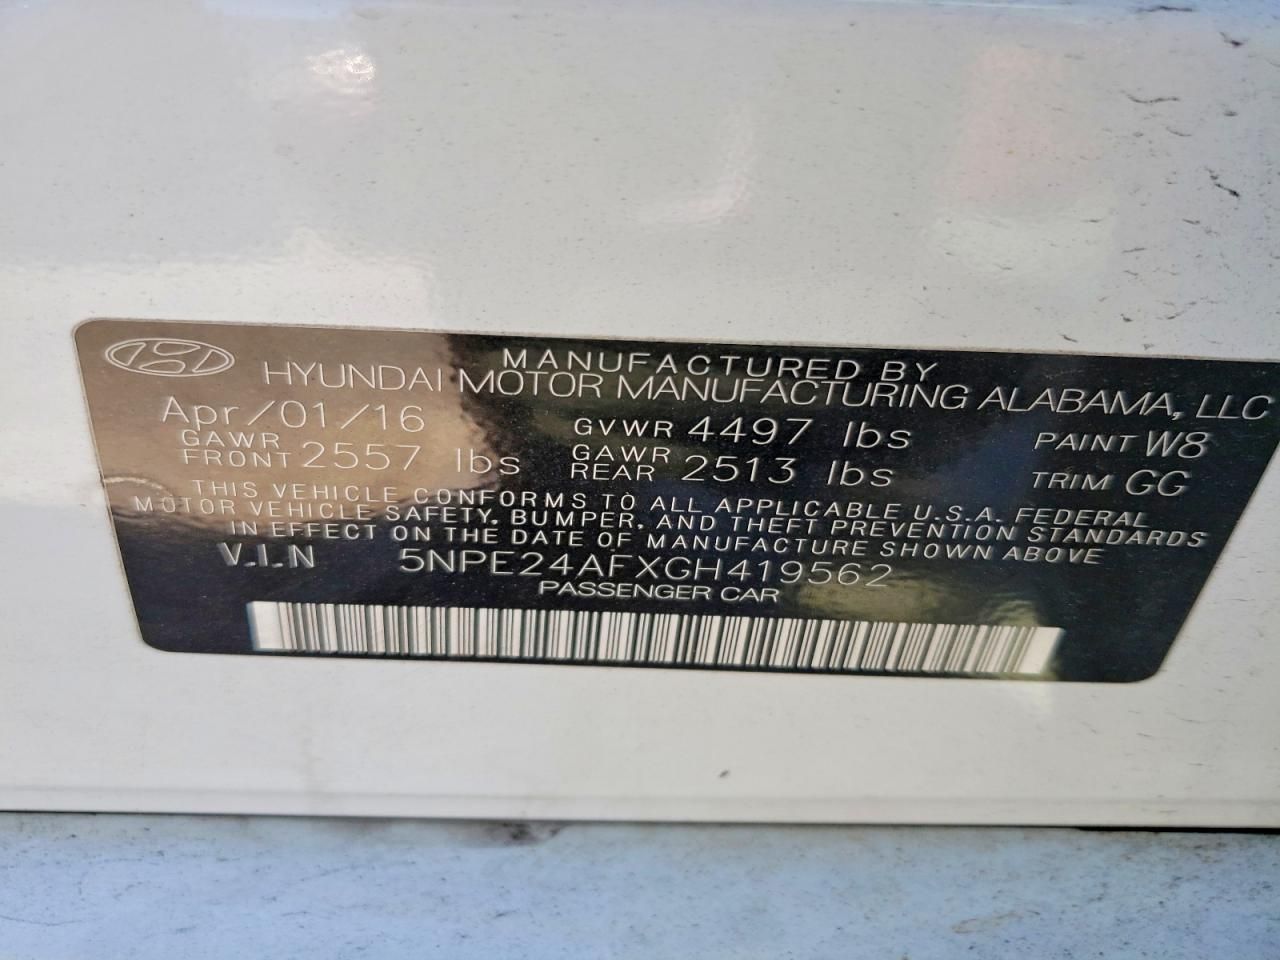 MANUFACTURED BY
HYUNDAI MOTOR MANUFACTURING ALABAMA, LLC
Apr/01/16 GVWR 4497 lbs PAINT W8
GAWR FRONT 2557 lbs GAWR REAR 2513 lbs TRIM GG
THIS VEHICLE CONFORMS TO ALL APPLICABLE U.S.A. FEDERAL
MOTOR VEHICLE SAFETY, BUMPER, AND THEFT PREVENTION STANDARDS
IN EFFECT ON THE DATE OF MANUFACTURE SHOWN ABOVE
V.I.N 5NPE24AFXGH419562
PASSENGER CAR